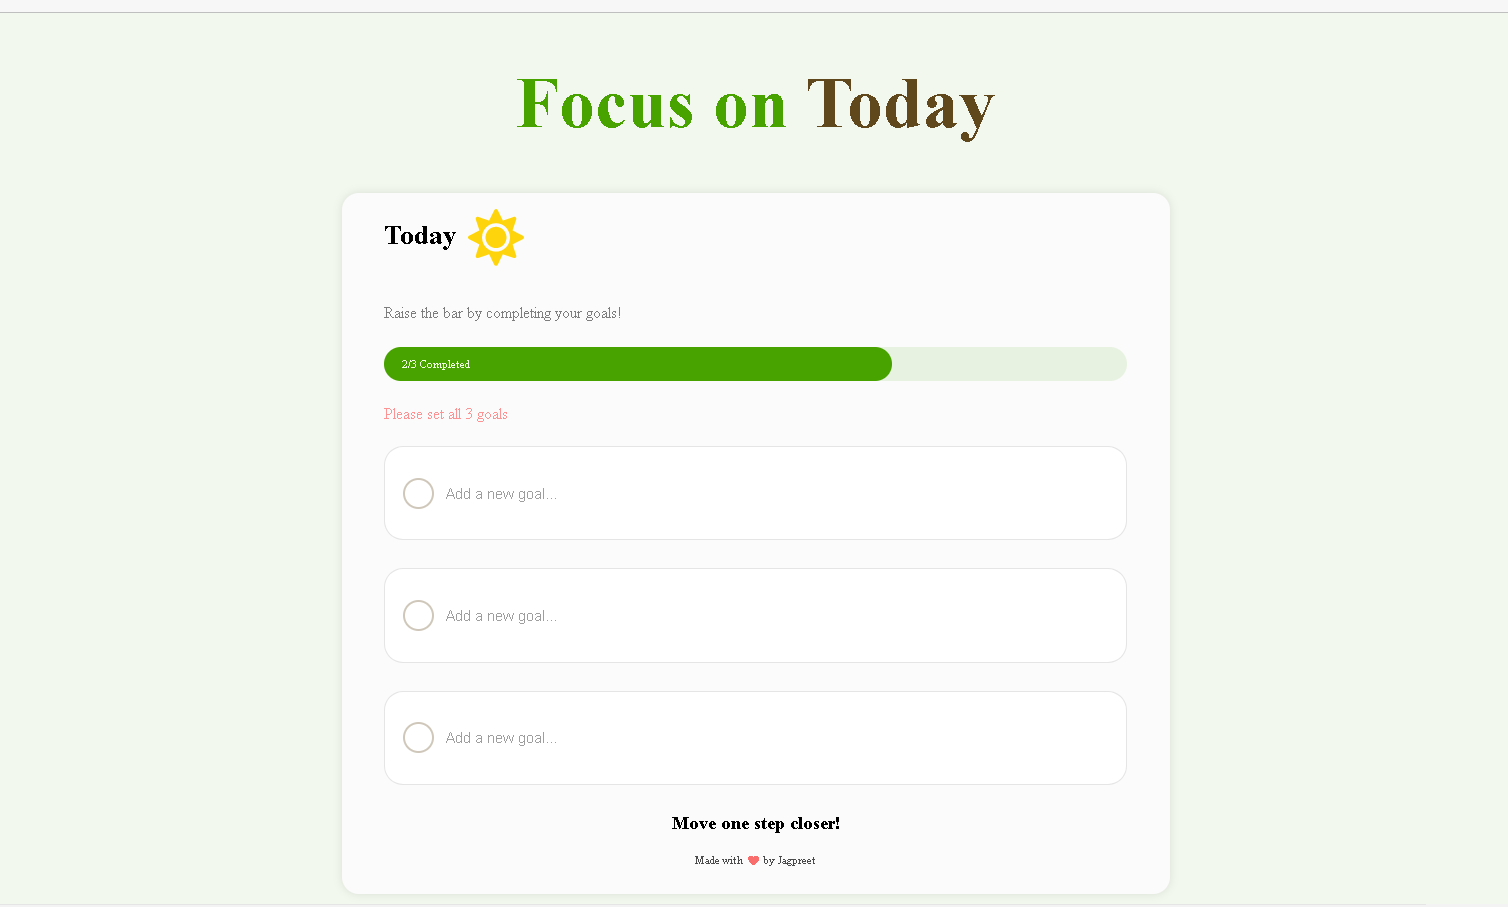 Focus on Today
Today
Raise the bar by completing your goals!
2/3 Completed
Please set all 3 goals
Add a new goal...
Add a new goal...
Add a new goal...
Move one step closer!
Made with ❤ by Jagpreet